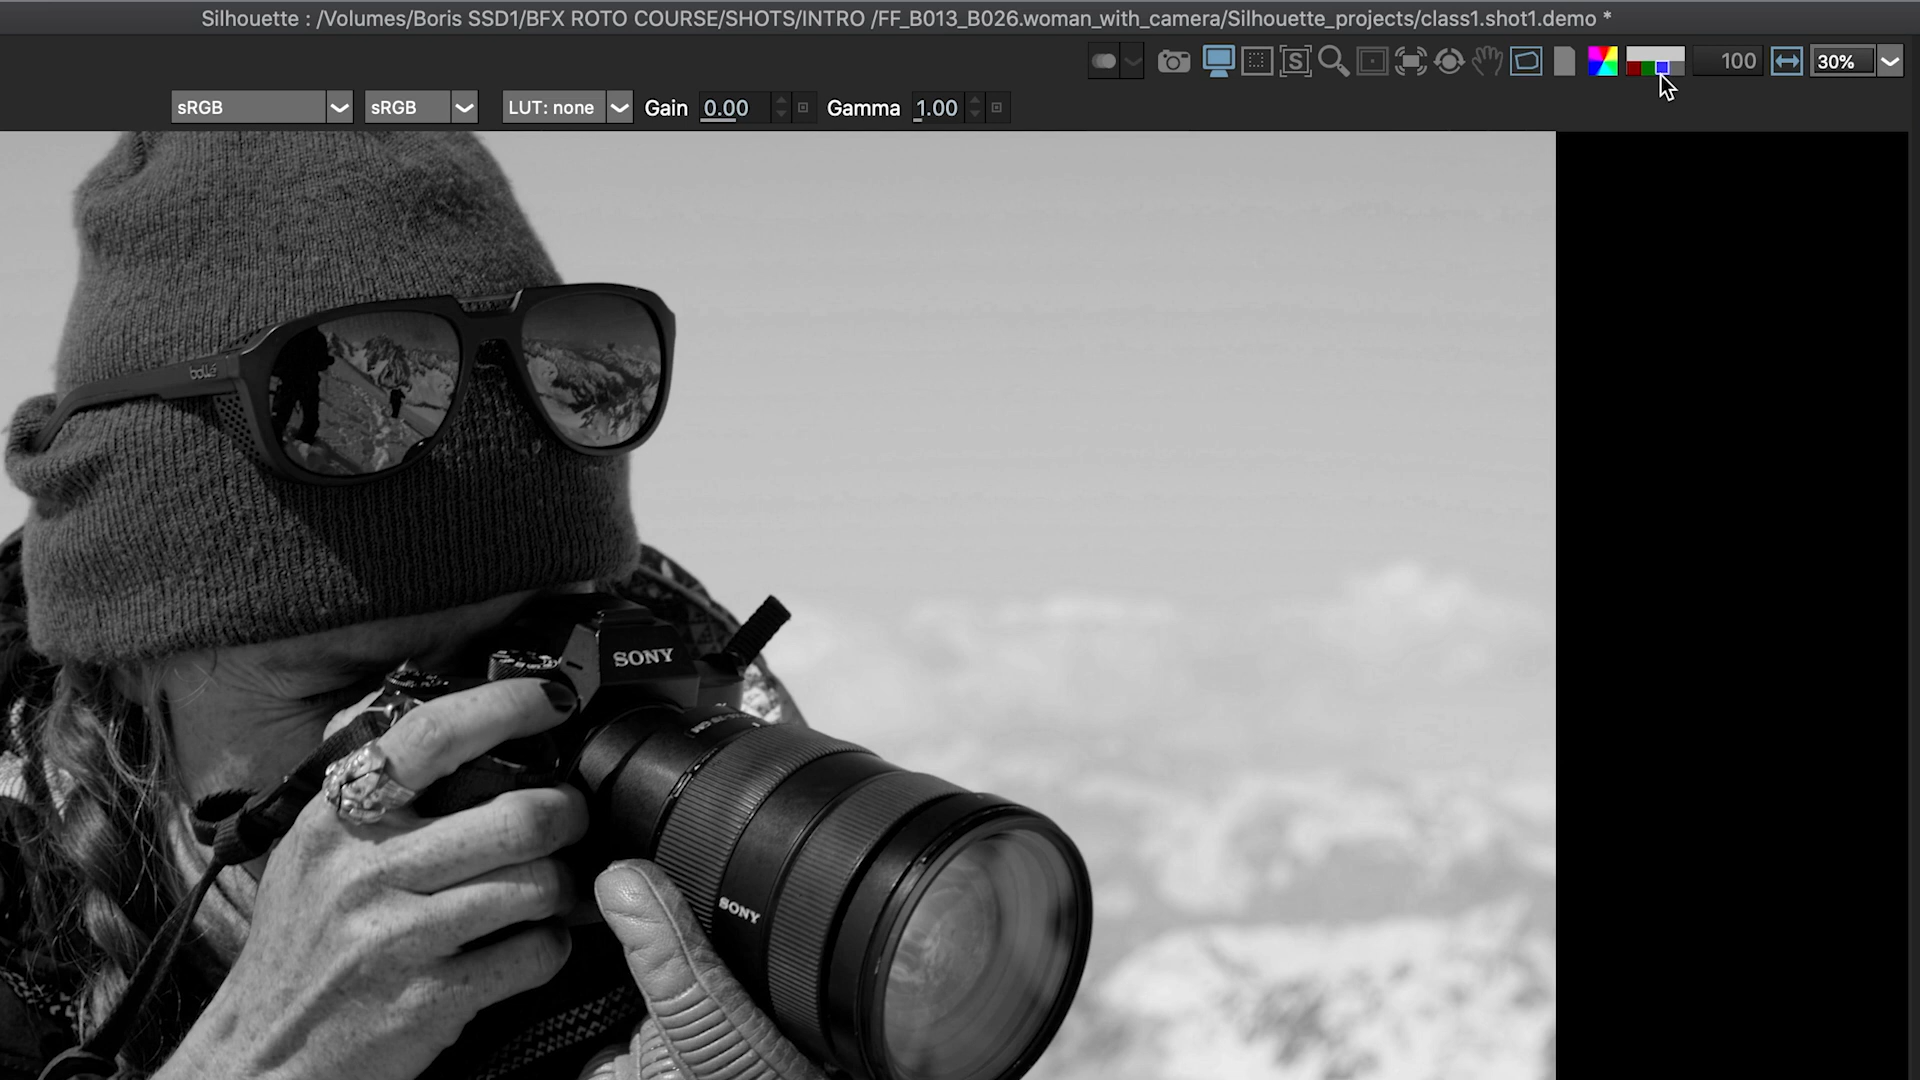 Silhouette : /Volumes/Boris SSD1/BFX ROTO COURSE/SHOTS/INTRO /FF_B013_B026.woman_with_camera/Silhouette_projects/class1.shot1.demo *
S 100 30%
sRGB sRGB LUT: none Gain 0.00 Gamma 1.00
bollé
SONY
SONY